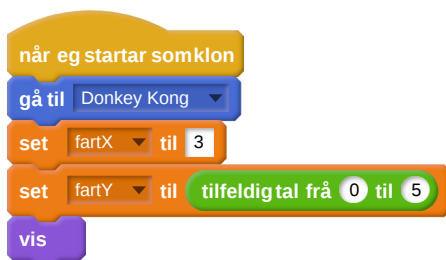 når eg startar som klon
gå til Donkey Kong
set fartX til 3
set fartY til tilfeldig tal frå 0 til 5
vis